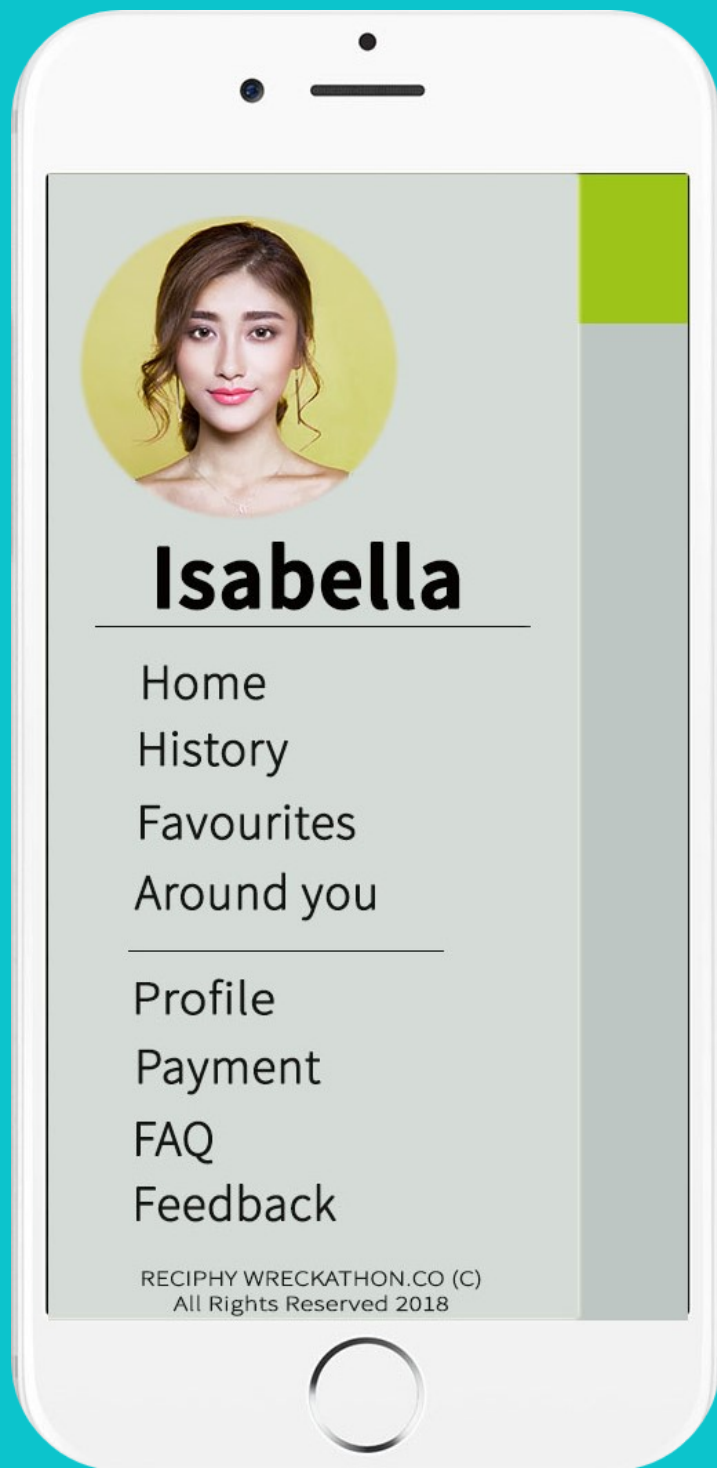 Isabella
Home
History
Favourites
Around you
Profile
Payment
FAQ
Feedback
RECIPHY WRECKATHON.CO (C)
All Rights Reserved 2018